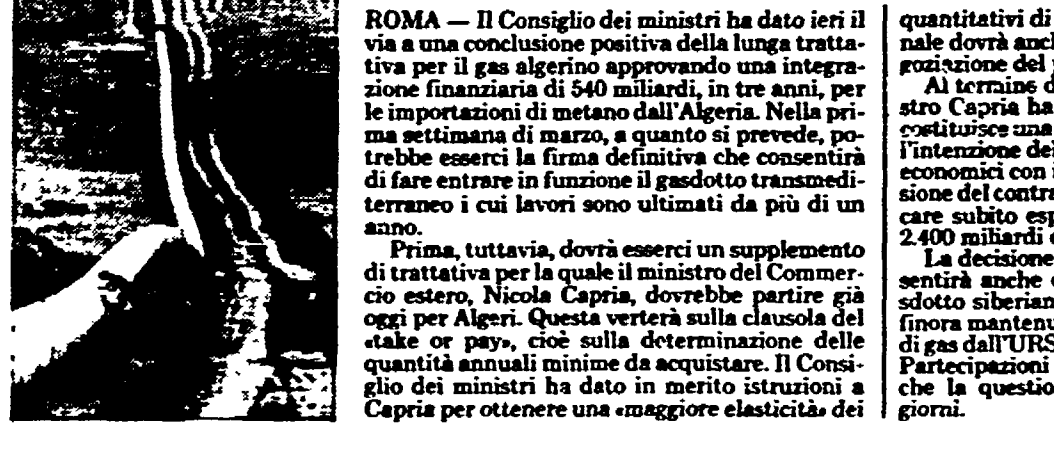 ROMA — Il Consiglio dei ministri ha dato ieri il
via a una conclusione positiva della lunga tratta-
tiva per il gas algerino approvando una integra-
zione finanziaria di 540 miliardi, in tre anni, per
le importazioni di metano dall'Algeria. Nella pri-
ma settimana di marzo, a quanto si prevede, po-
trebbe esserci la firma definitiva che consentirà
di fare entrare in funzione il gasdotto transmedi-
terraneo i cui lavori sono ultimati da più di un
anno.
Prima, tuttavia, dovrà esserci un supplemento
di trattativa per la quale il ministro del Commer-
cio estero, Nicola Capria, dovrebbe partire già
oggi per Algeri. Questa verterà sulla clausola del
«take or pay», cioè sulla determinazione delle
quantità annuali minime da acquistare. Il Consi-
glio dei ministri ha dato in merito istruzioni a
Capria per ottenere una «maggiore elasticità» dei
quantitativi di
nale dovrà anc
goziazione del
Al termine d
stro Capria ha
costituisce una
l'intenzione de
economici con
sione del contra
care subito esp
2.400 miliardi
La decisione
sentirà anche
sdotto siberian
finora mantenu
di gas dall'URS
Partecipazioni
che la questio
giorni.